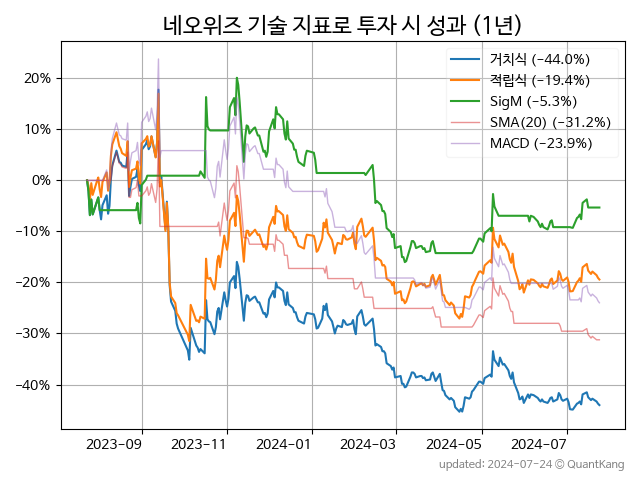 네오위즈 기술 지표로 투자 시 성과 (1년)
거치식 (−44.0%)
적립식 (−19.4%)
SigM (−5.3%)
SMA(20) (−31.2%)
MACD (−23.9%)
20%
10%
0%
−10%
−20%
−30%
−40%
2023−09 2023−11 2024−01 2024−03 2024−05 2024−07
updated: 2024-07-24 © QuantKang